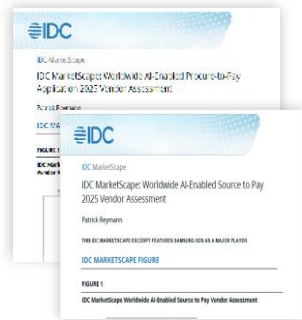 IDC
IDC MarketScape
IDC MarketScape: Worldwide AI-Enabled Procure-to-Pay
Application 2025 Vendor Assessment
Patrick Reymann
FIGURE 1
IDC
IDC MarketScape
IDC MarketScape: Worldwide AI-Enabled Source to Pay
2025 Vendor Assessment
Patrick Reymann
THIS IDC MARKETSCAPE EXCERPT FEATURES SAMSUNG SDS AS A MAJOR PLAYER
IDC MARKETSCAPE FIGURE
FIGURE 1
IDC MarketScape Worldwide AI-Enabled Source to Pay Vendor Assessment